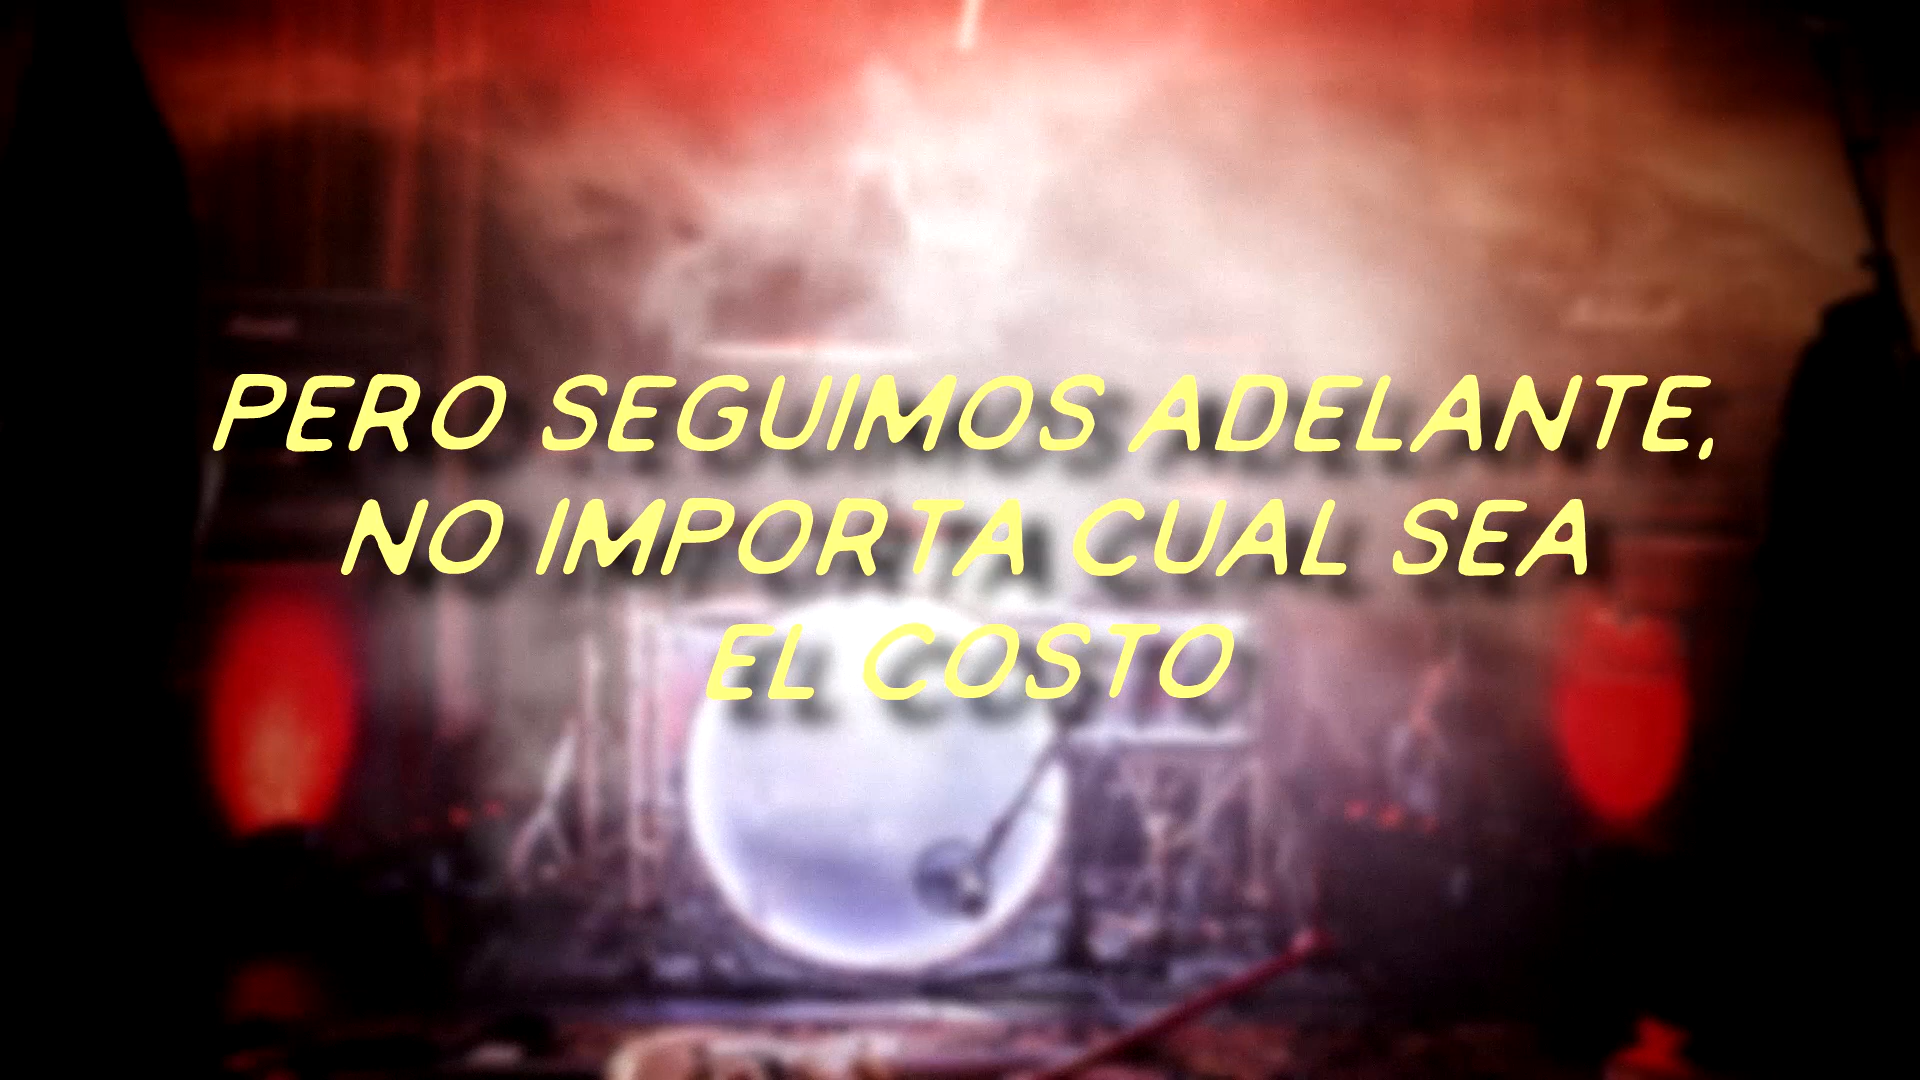 PERO SEGUIMOS ADELANTE,
NO IMPORTA CUAL SEA
EL COSTO